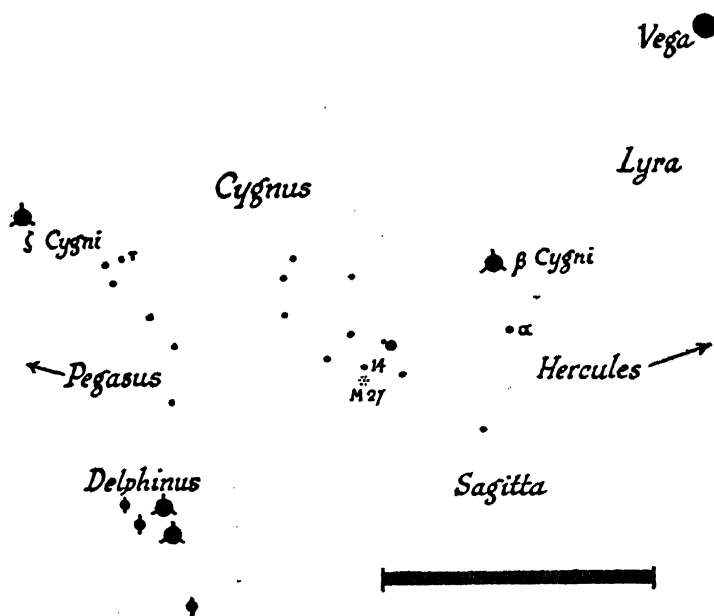 Vega
Lyra
Cygnus
ζ Cygni
T
β Cygni
α
14
M 27
Pegasus
Hercules
Delphinus
Sagitta